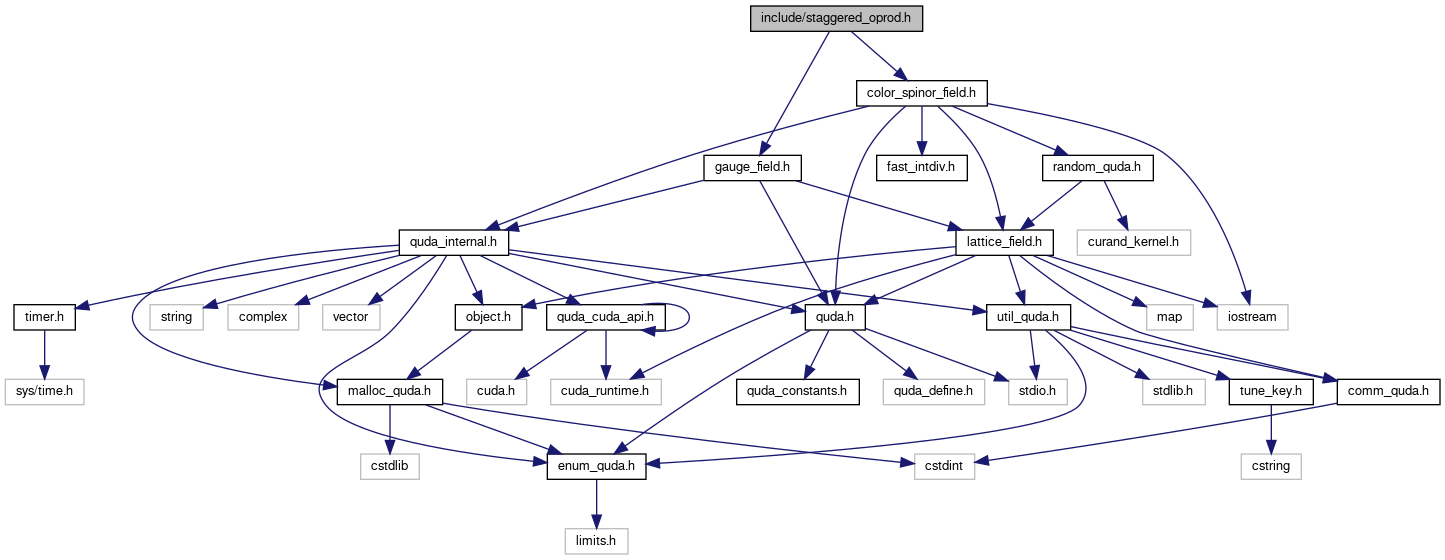 include/staggered_oprod.h
color_spinor_field.h
gauge_field.h
fast_intdiv.h
random_quda.h
quda_internal.h
lattice_field.h
curand_kernel.h
timer.h
string
complex
vector
object.h
quda_cuda_api.h
quda.h
util_quda.h
map
iostream
sys/time.h
malloc_quda.h
cuda.h
cuda_runtime.h
quda_constants.h
quda_define.h
stdio.h
stdlib.h
tune_key.h
comm_quda.h
cstdlib
enum_quda.h
cstdint
cstring
limits.h